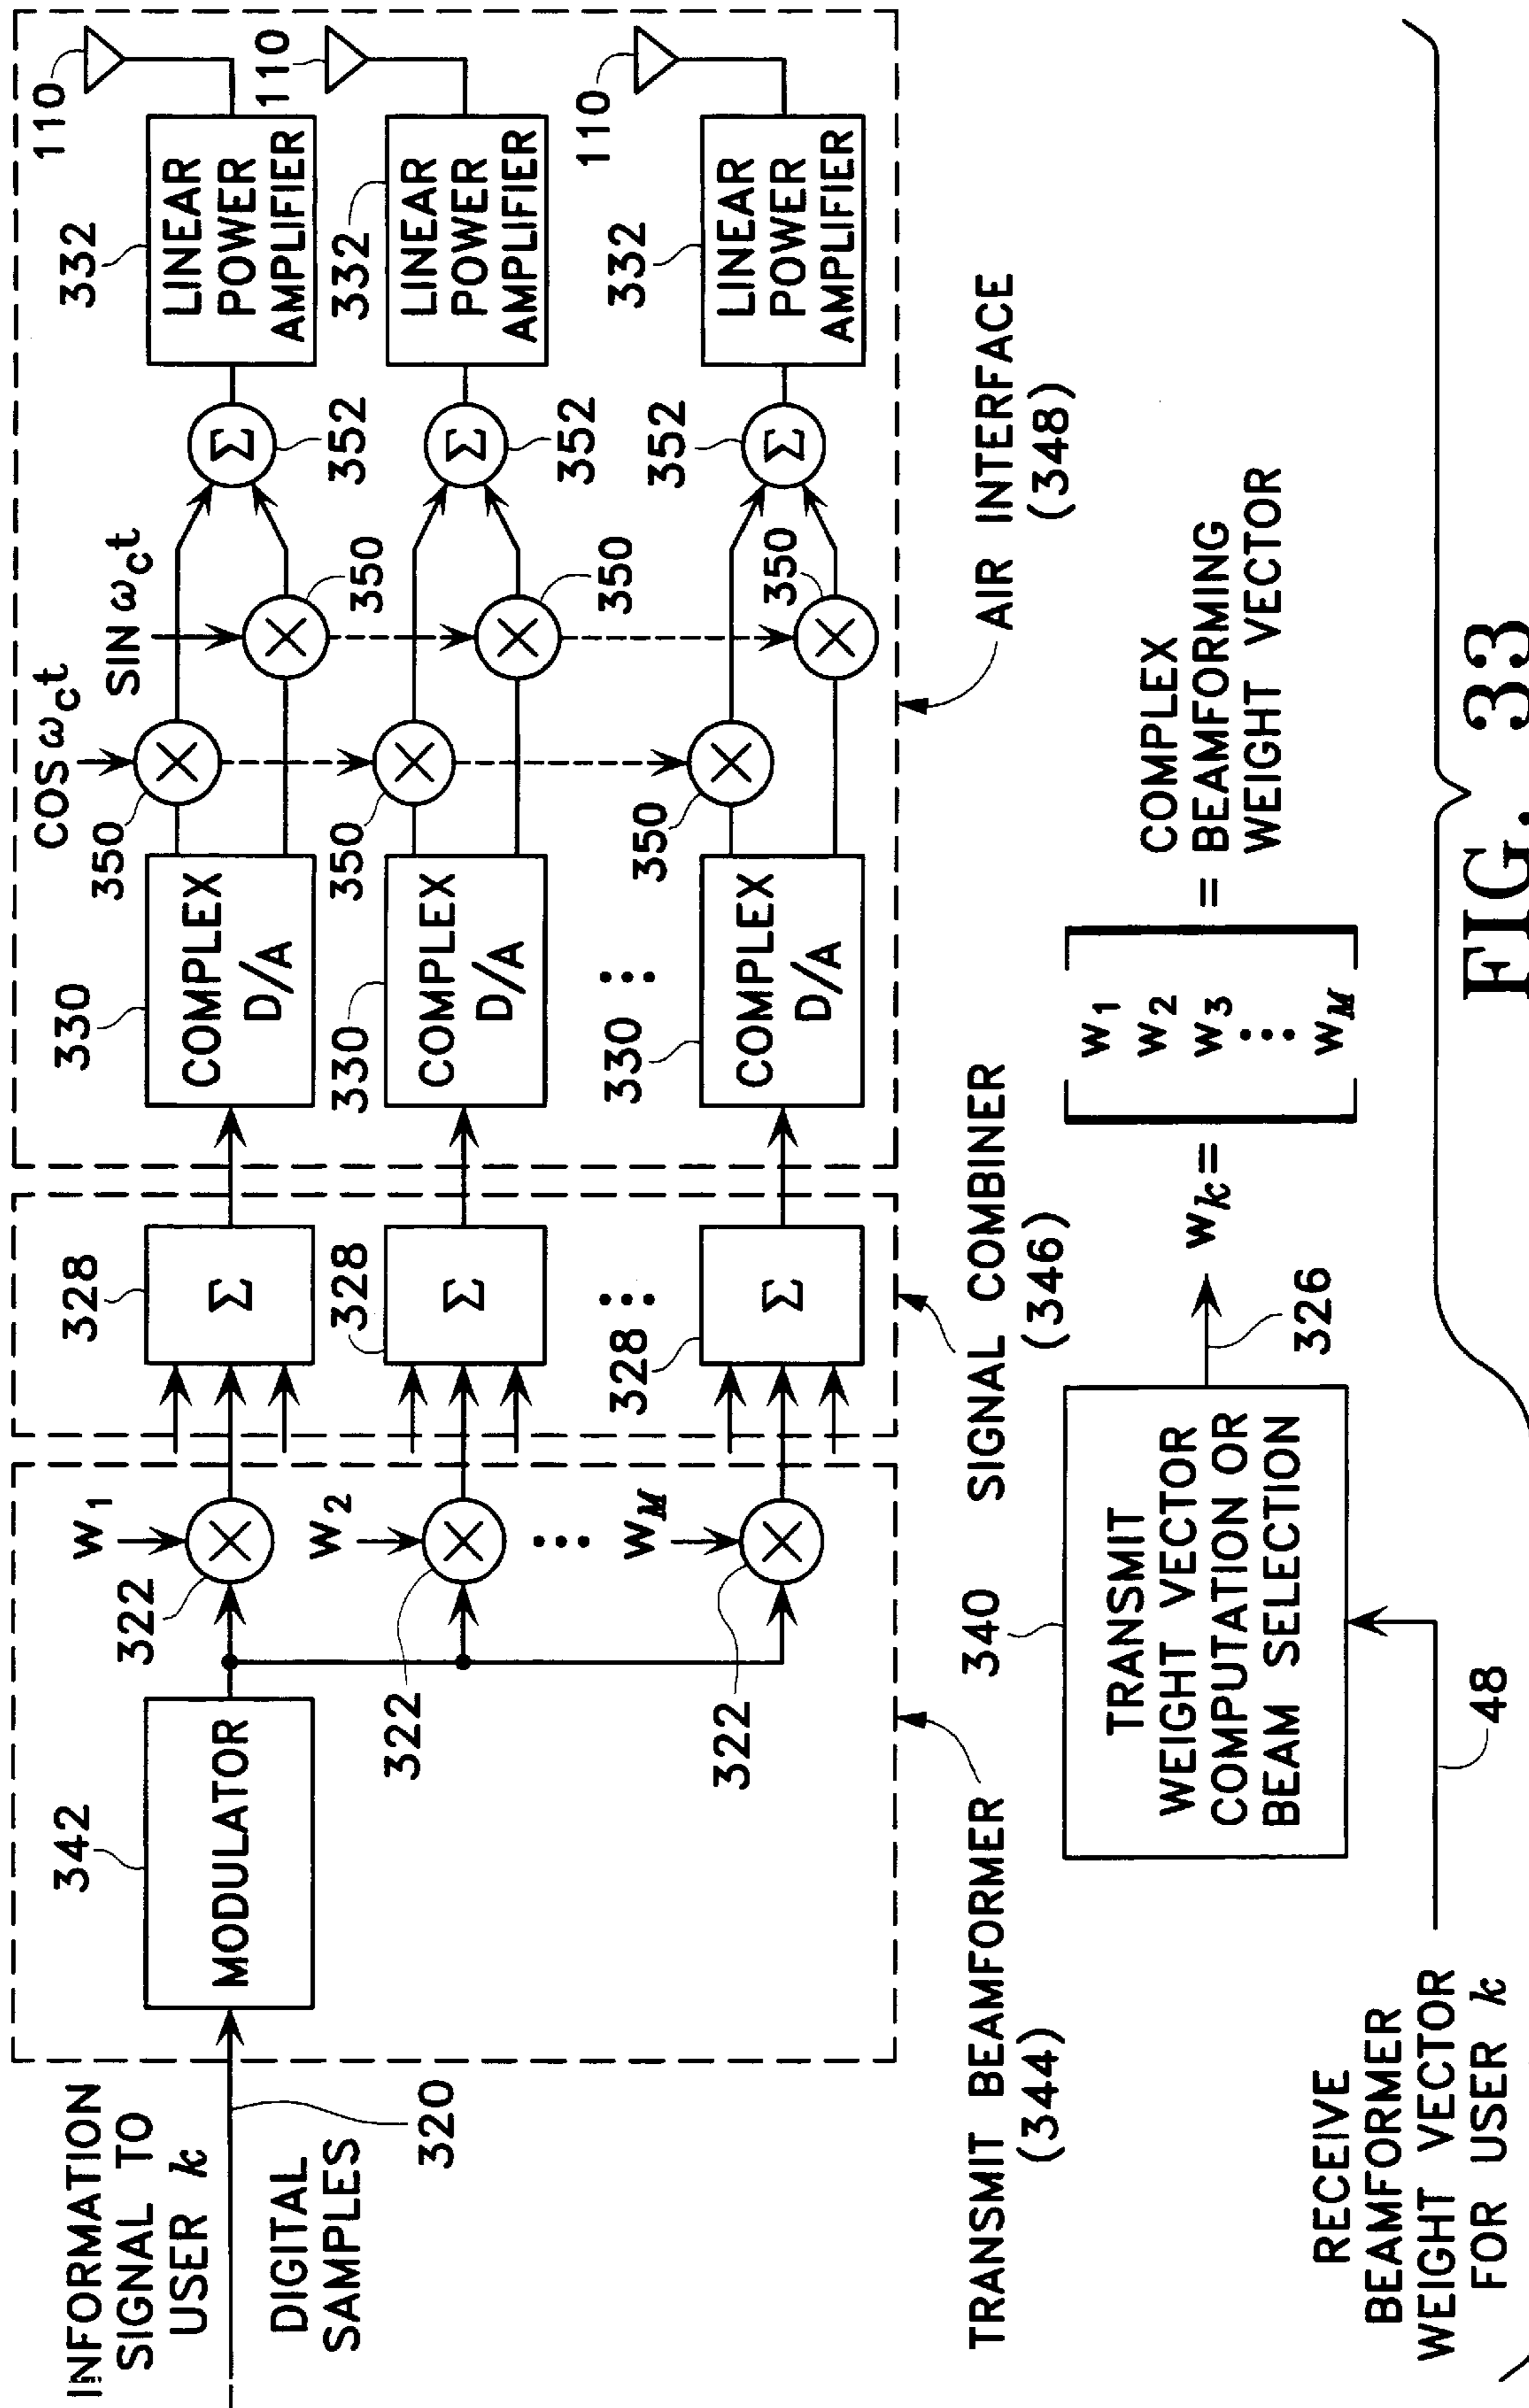 INFORMATION
SIGNAL TO
USER k
DIGITAL
SAMPLES
320
342
MODULATOR
W1
322
W2
322
WM
322
TRANSMIT BEAMFORMER
(344)
328
Σ
328
Σ
328
Σ
SIGNAL COMBINER
(346)
330
COMPLEX
D/A
330
COMPLEX
D/A
330
COMPLEX
D/A
COS ωct
SIN ωct
350
350
350
350
350
350
Σ
352
Σ
352
Σ
352
332
LINEAR
POWER
AMPLIFIER
332
LINEAR
POWER
AMPLIFIER
332
LINEAR
POWER
AMPLIFIER
110
110
110
AIR INTERFACE
(348)
RECEIVE
BEAMFORMER
WEIGHT VECTOR
FOR USER k
48
340
TRANSMIT
WEIGHT VECTOR
COMPUTATION OR
BEAM SELECTION
326
Wk=
W1
W2
W3
WM
= COMPLEX
BEAMFORMING
WEIGHT VECTOR
FIG. 33